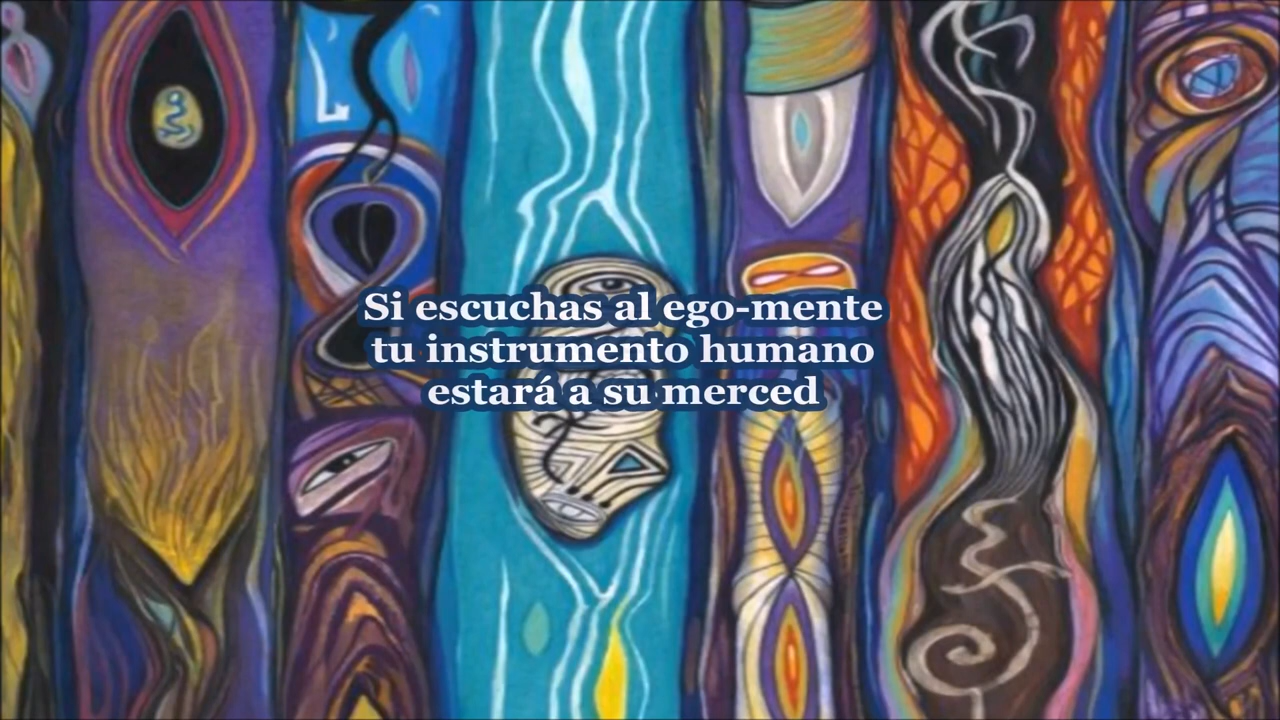 Si escuchas al ego-mente
tu instrumento humano
estará a su merced